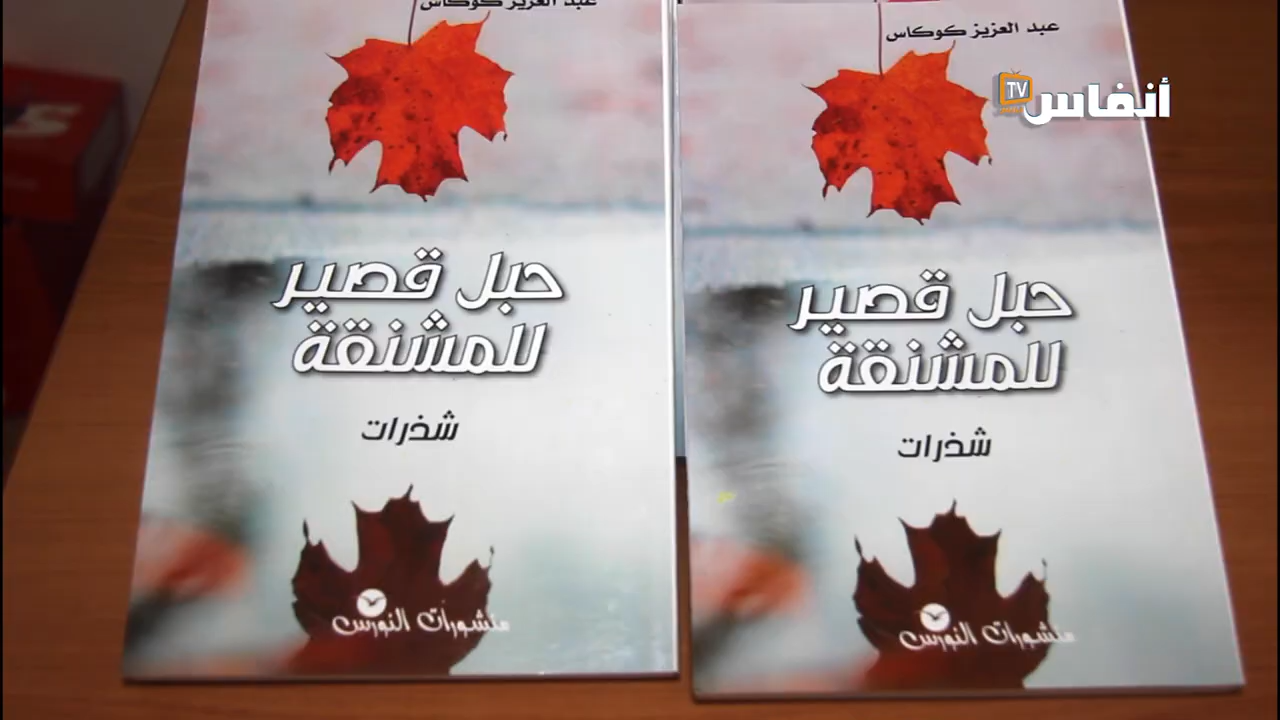 عبد العزيز كوكاس
حبل قصير
للمشنقة
شذرات
منشورات النورس
عبد العزيز كوكاس
حبل قصير
للمشنقة
شذرات
منشورات النورس
أنفاس TV